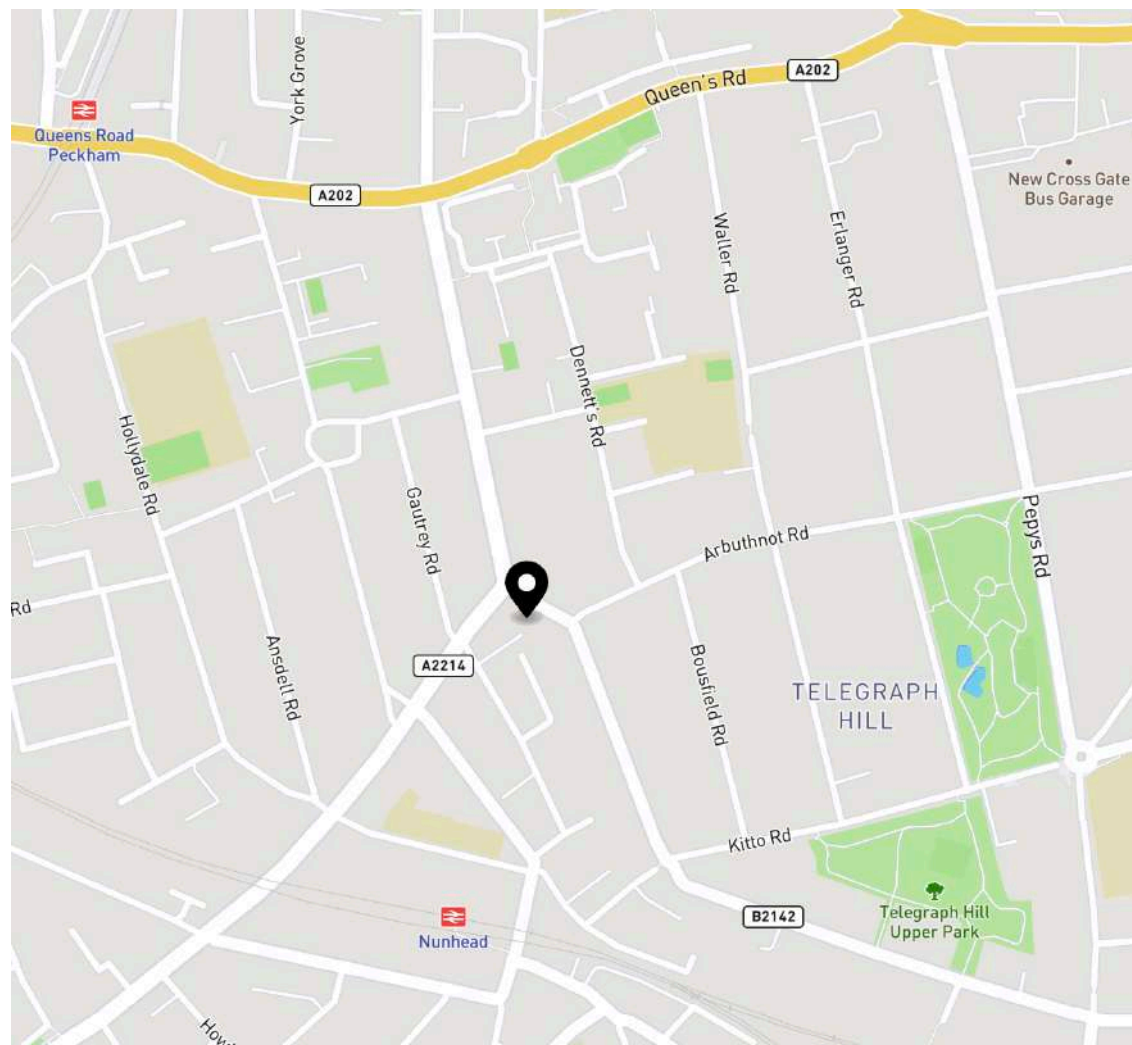 York Grove
Queen's Rd
A202
Queens Road
Peckham
A202
New Cross Gate
Bus Garage
Waller Rd
Erlanger Rd
Dennett's Rd
Hollydale Rd
Gautrey Rd
Arbuthnot Rd
Pepys Rd
Rd
Ansdell Rd
A2214
Bousfield Rd
TELEGRAPH
HILL
Kitto Rd
B2142
Telegraph Hill
Upper Park
Nunhead